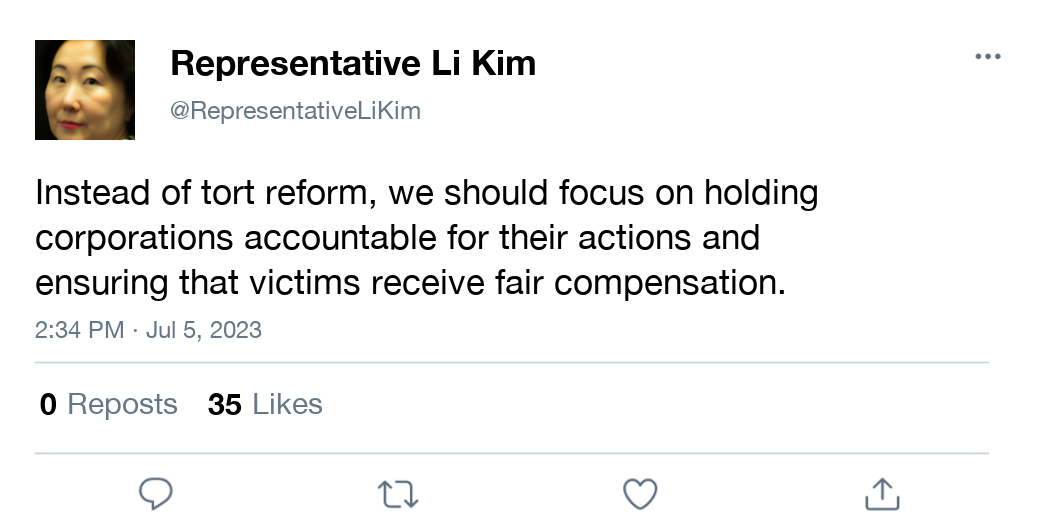 Representative Li Kim
@RepresentativeLiKim
Instead of tort reform, we should focus on holding
corporations accountable for their actions and
ensuring that victims receive fair compensation.
2:34 PM · Jul 5, 2023
0 Reposts 35 Likes